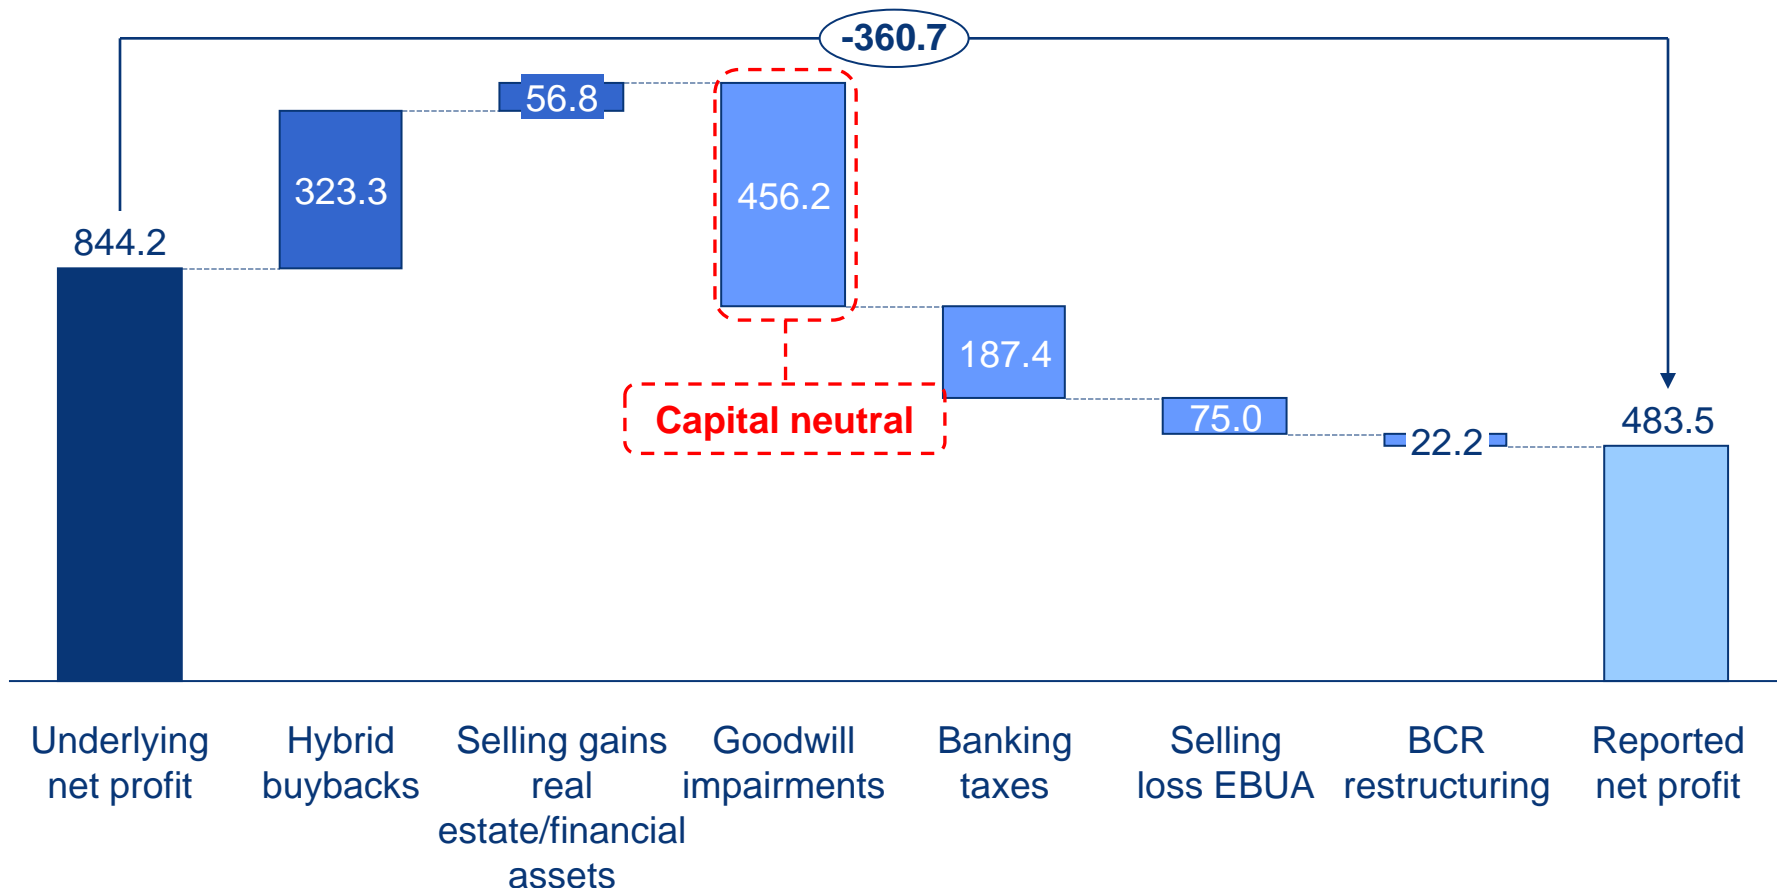 -360.7
56.8
323.3
456.2
844.2
187.4
75.0
22.2
483.5
Capital neutral
Underlying
net profit
Hybrid
buybacks
Selling gains
real
estate/financial
assets
Goodwill
impairments
Banking
taxes
Selling
loss EBUA
BCR
restructuring
Reported
net profit